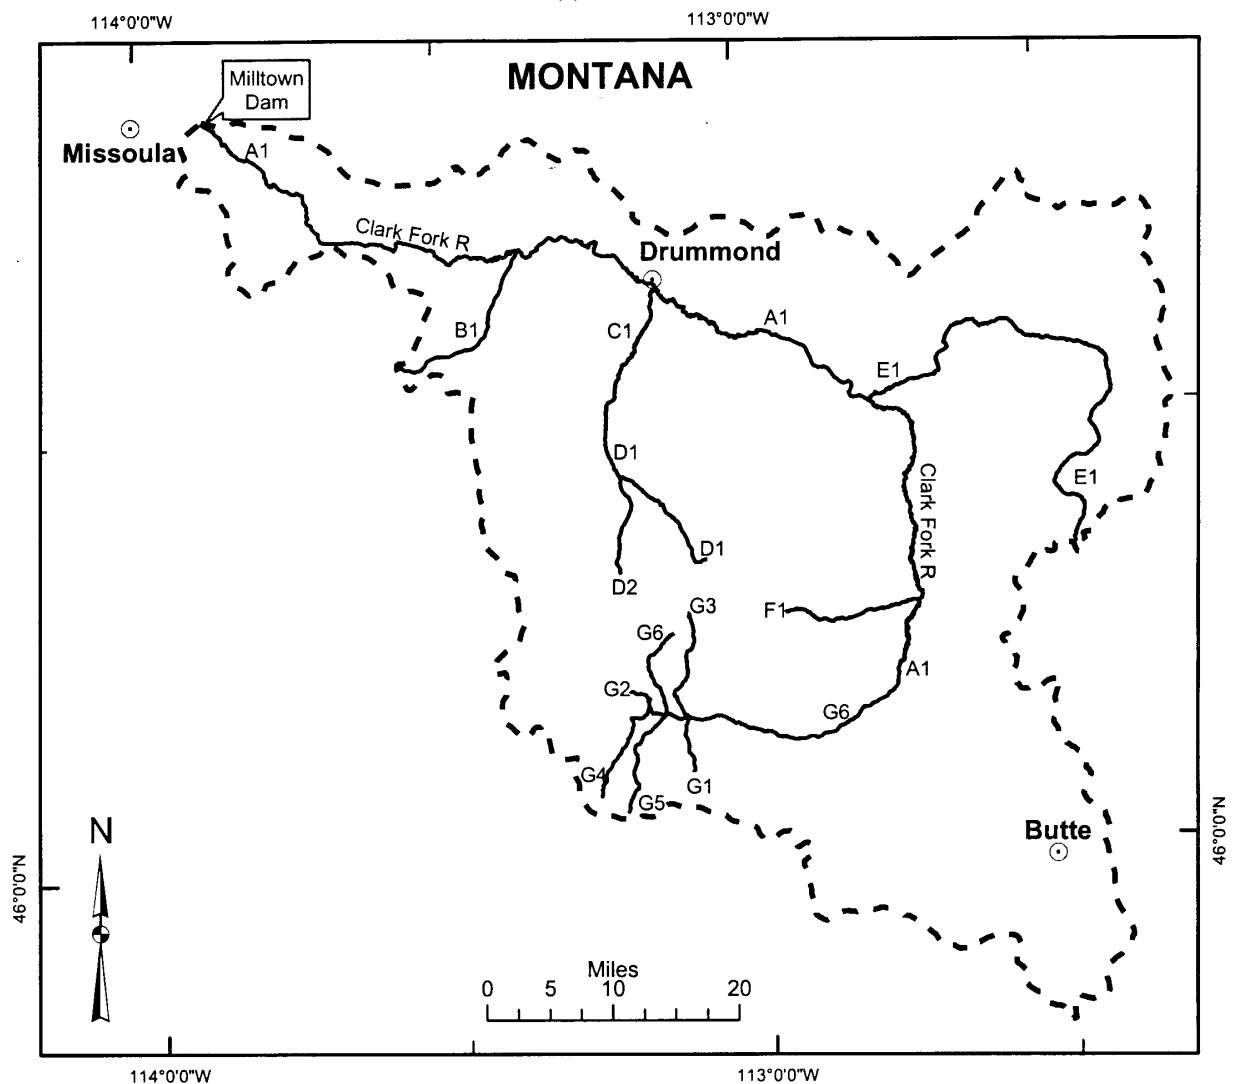 114°0'0"W
113°0'0"W
MONTANA
Milltown
Dam
Missoula
A1
Clark Fork R
Drummond
B1
C1
A1
E1
D1
E1
Clark Fork R
D1
D2
G3
F1
G6
A1
G2
G6
G4
G1
G5
N
Butte
46°0'0"N
46°0'0"N
Miles
0 5 10 20
114°0'0"W
113°0'0"W